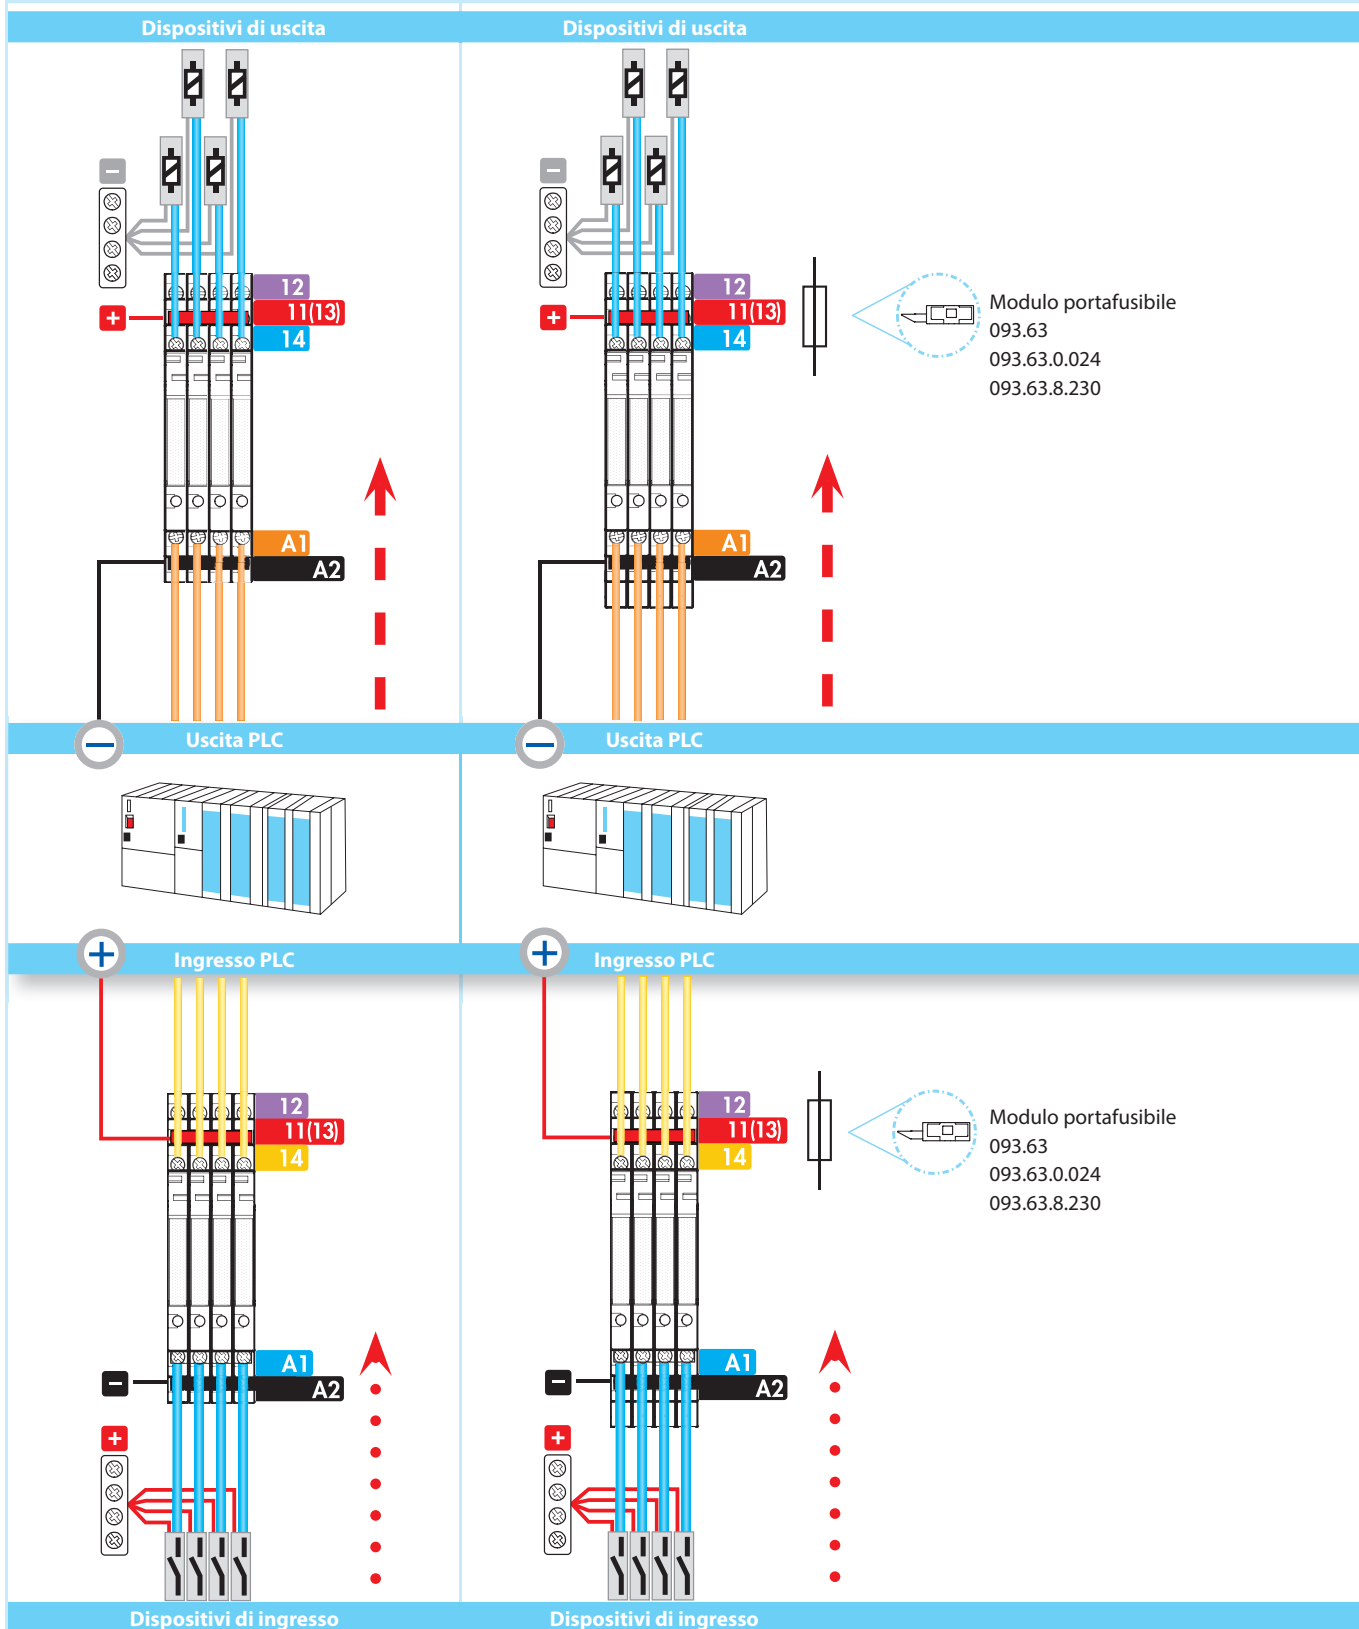 Dispositivi di uscita
Dispositivi di uscita
12
11(13)
14
12
11(13)
14
Modulo portafusibile
093.63
093.63.0.024
093.63.8.230
A1
A2
A1
A2
Uscita PLC
Uscita PLC
Ingresso PLC
Ingresso PLC
12
11(13)
14
12
11(13)
14
Modulo portafusibile
093.63
093.63.0.024
093.63.8.230
A1
A2
A1
A2
Dispositivi di ingresso
Dispositivi di ingresso